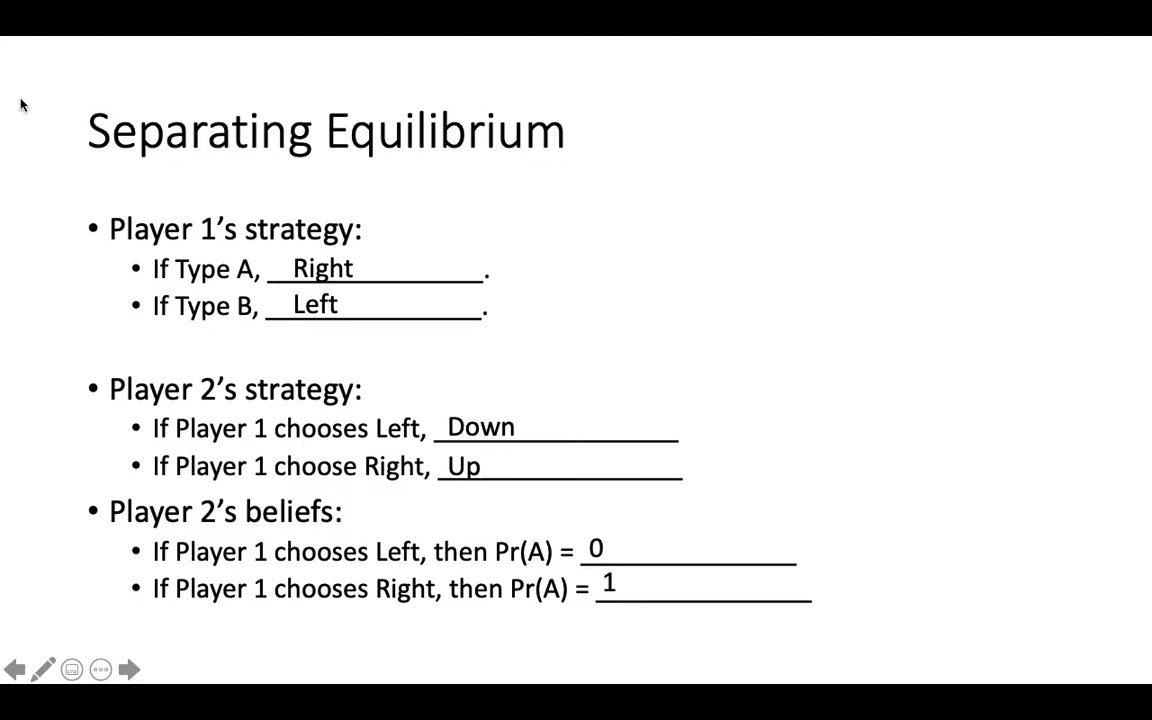 Separating Equilibrium
• Player 1’s strategy:
• If Type A, Right.
• If Type B, Left.
• Player 2’s strategy:
• If Player 1 chooses Left, Down
• If Player 1 choose Right, Up
• Player 2’s beliefs:
• If Player 1 chooses Left, then Pr(A) = 0
• If Player 1 chooses Right, then Pr(A) = 1